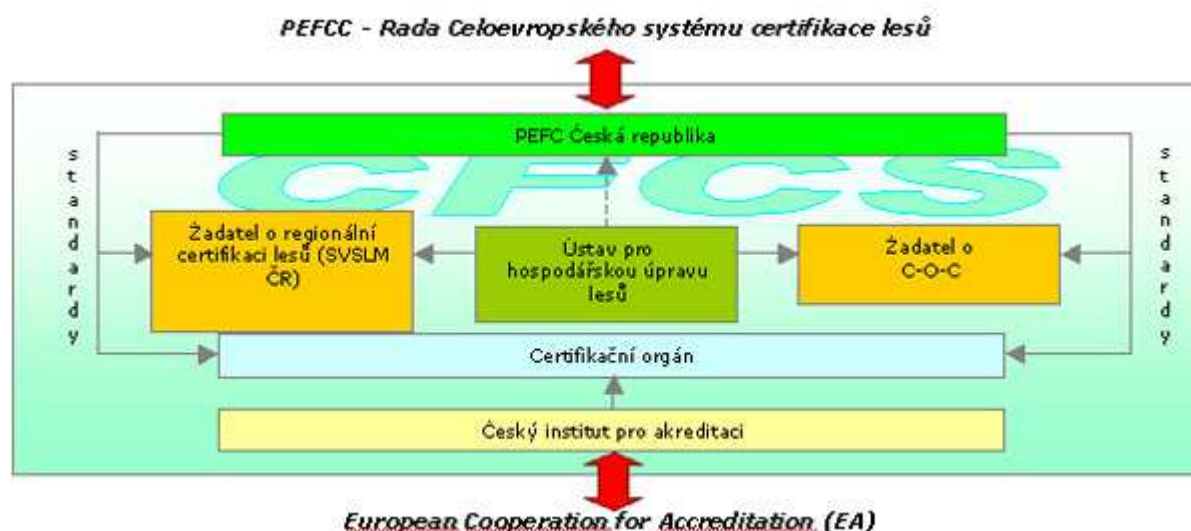 PEFCC - Rada Celoevropského systému certifikace lesů
PEFC Česká republika
CFCS
standardy
standardy
Žadatel o regionální
certifikaci lesů (SVSLM
ČR)
Ústav pro
hospodářskou úpravu
lesů
Žadatel o
C-O-C
Certifikační orgán
Český institut pro akreditaci
European Cooperation for Accreditation (EA)